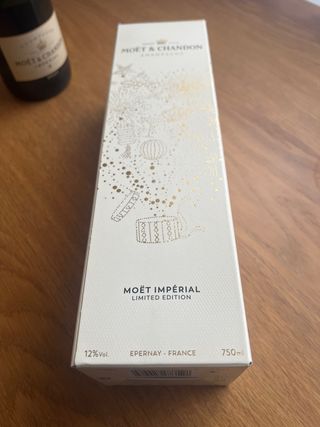 MOËT & CHANDON
CHAMPAGNE
MOËT & CHANDON
MOËT IMPÉRIAL
LIMITED EDITION
12%Vol. EPERNAY - FRANCE 750ml